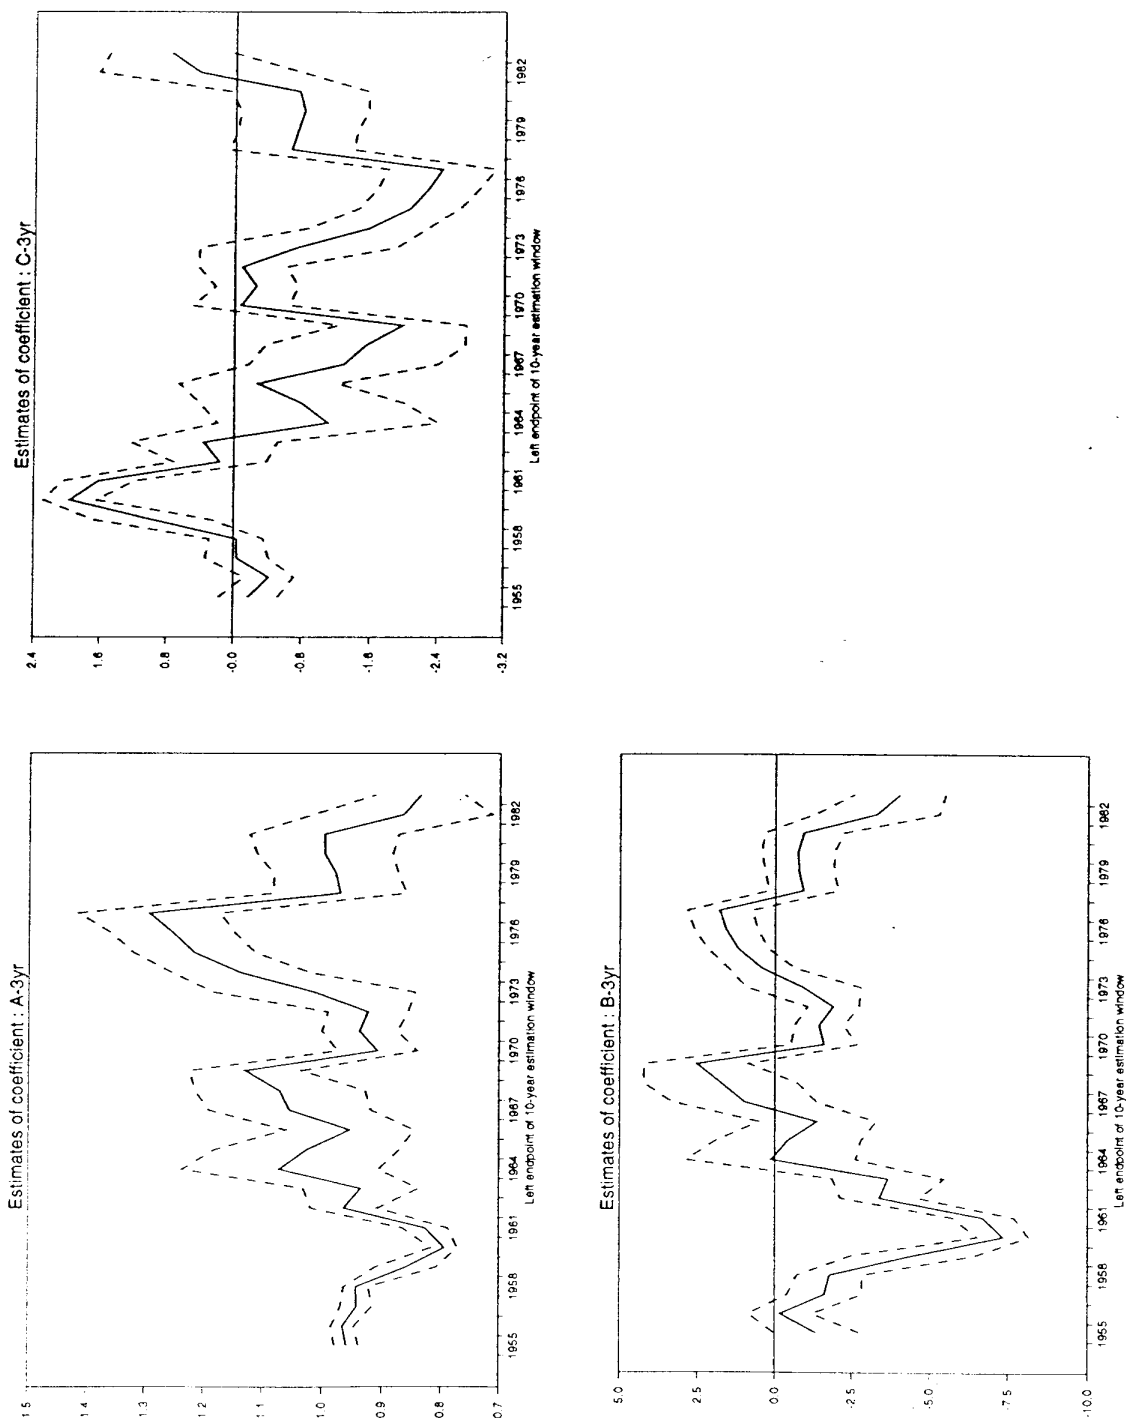 Estimates of coefficient : A-3yr
1.5
1.4
1.3
1.2
1.1
1.0
0.9
0.8
0.7
1955 1958 1961 1964 1967 1970 1973 1976 1979 1982
Left endpoint of 10-year estimation window
Estimates of coefficient : C-3yr
2.4
1.6
0.8
-0.0
-0.8
-1.6
-2.4
-3.2
1955 1958 1961 1964 1967 1970 1973 1976 1979 1982
Left endpoint of 10-year estimation window
Estimates of coefficient : B-3yr
5.0
2.5
0.0
-2.5
-5.0
-7.5
-10.0
1955 1958 1961 1964 1967 1970 1973 1976 1979 1982
Left endpoint of 10-year estimation window